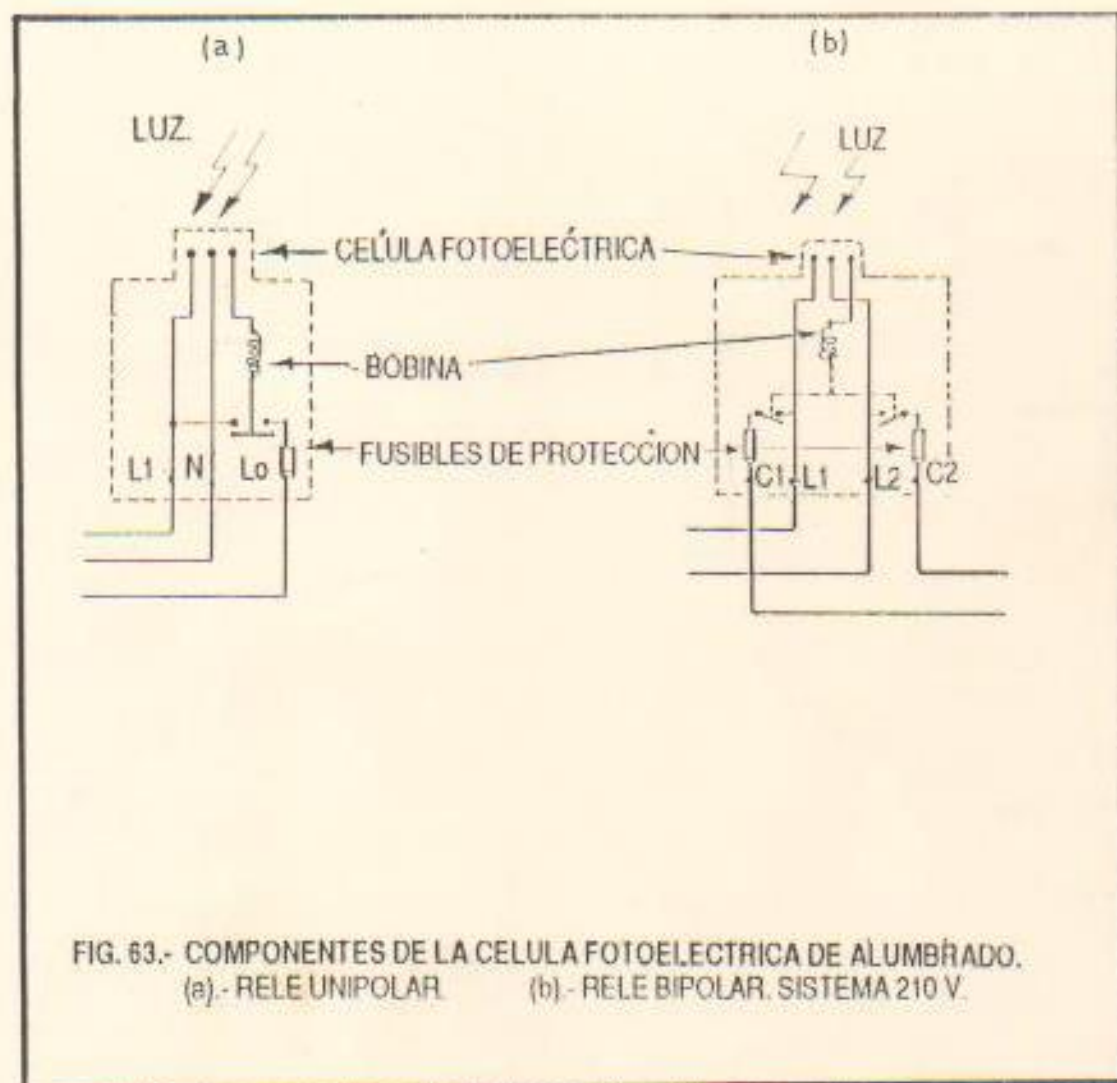 (a)
(b)
LUZ.
LUZ
CELULA FOTOELECTRICA
BOBINA
FUSIBLES DE PROTECCION
L1 N Lo
C1 L1 L2 C2
FIG. 63.- COMPONENTES DE LA CELULA FOTOELECTRICA DE ALUMBRADO.
(a).- RELE UNIPOLAR. (b).- RELE BIPOLAR. SISTEMA 210 V.